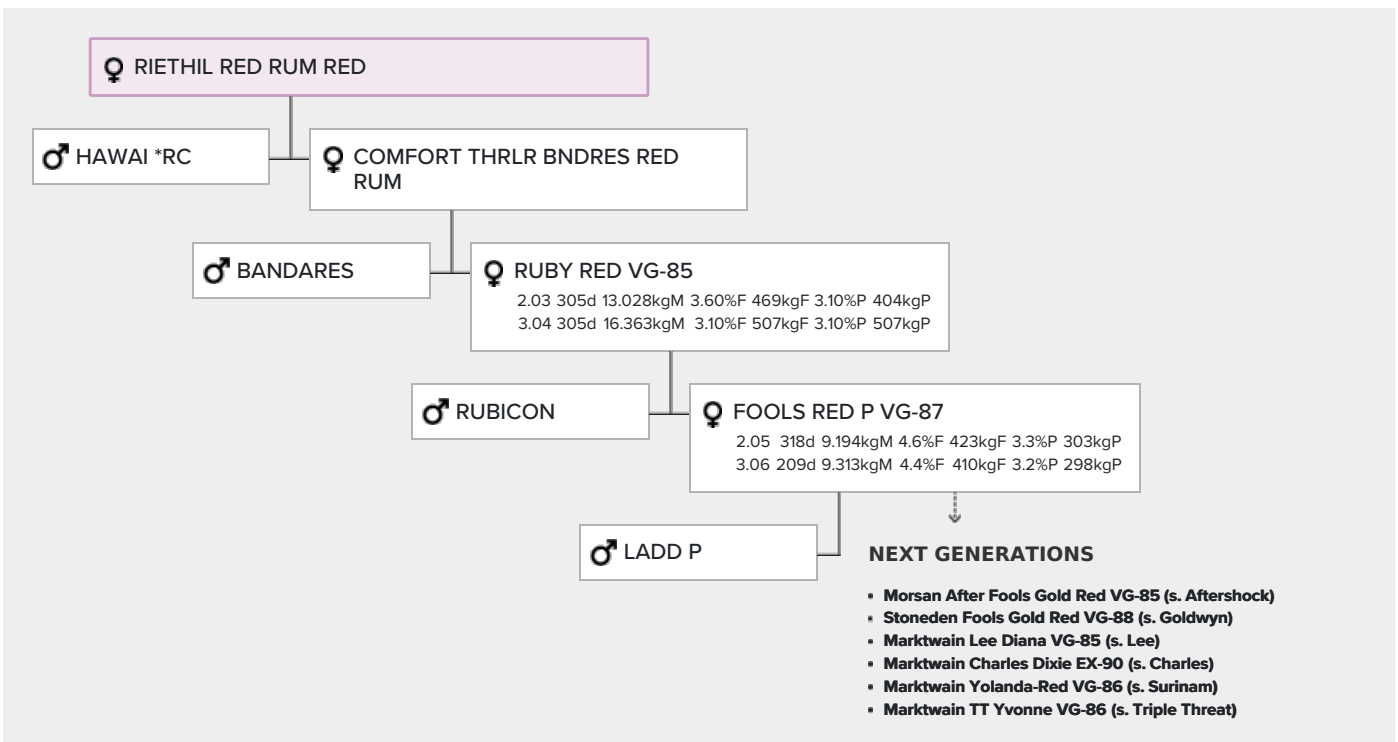 RIETHIL RED RUM RED
HAWAI *RC
COMFORT THRLR BNDRES RED
RUM
BANDARES
RUBY RED VG-85
2.03 305d 13.028kgM 3.60%F 469kgF 3.10%P 404kgP
3.04 305d 16.363kgM 3.10%F 507kgF 3.10%P 507kgP
RUBICON
FOOLS RED P VG-87
2.05 318d 9.194kgM 4.6%F 423kgF 3.3%P 303kgP
3.06 209d 9.313kgM 4.4%F 410kgF 3.2%P 298kgP
LADD P
NEXT GENERATIONS
• Morsan After Fools Gold Red VG-85 (s. Aftershock)
• Stoneden Fools Gold Red VG-88 (s. Goldwyn)
• Marktwain Lee Diana VG-85 (s. Lee)
• Marktwain Charles Dixie EX-90 (s. Charles)
• Marktwain Yolanda-Red VG-86 (s. Surinam)
• Marktwain TT Yvonne VG-86 (s. Triple Threat)